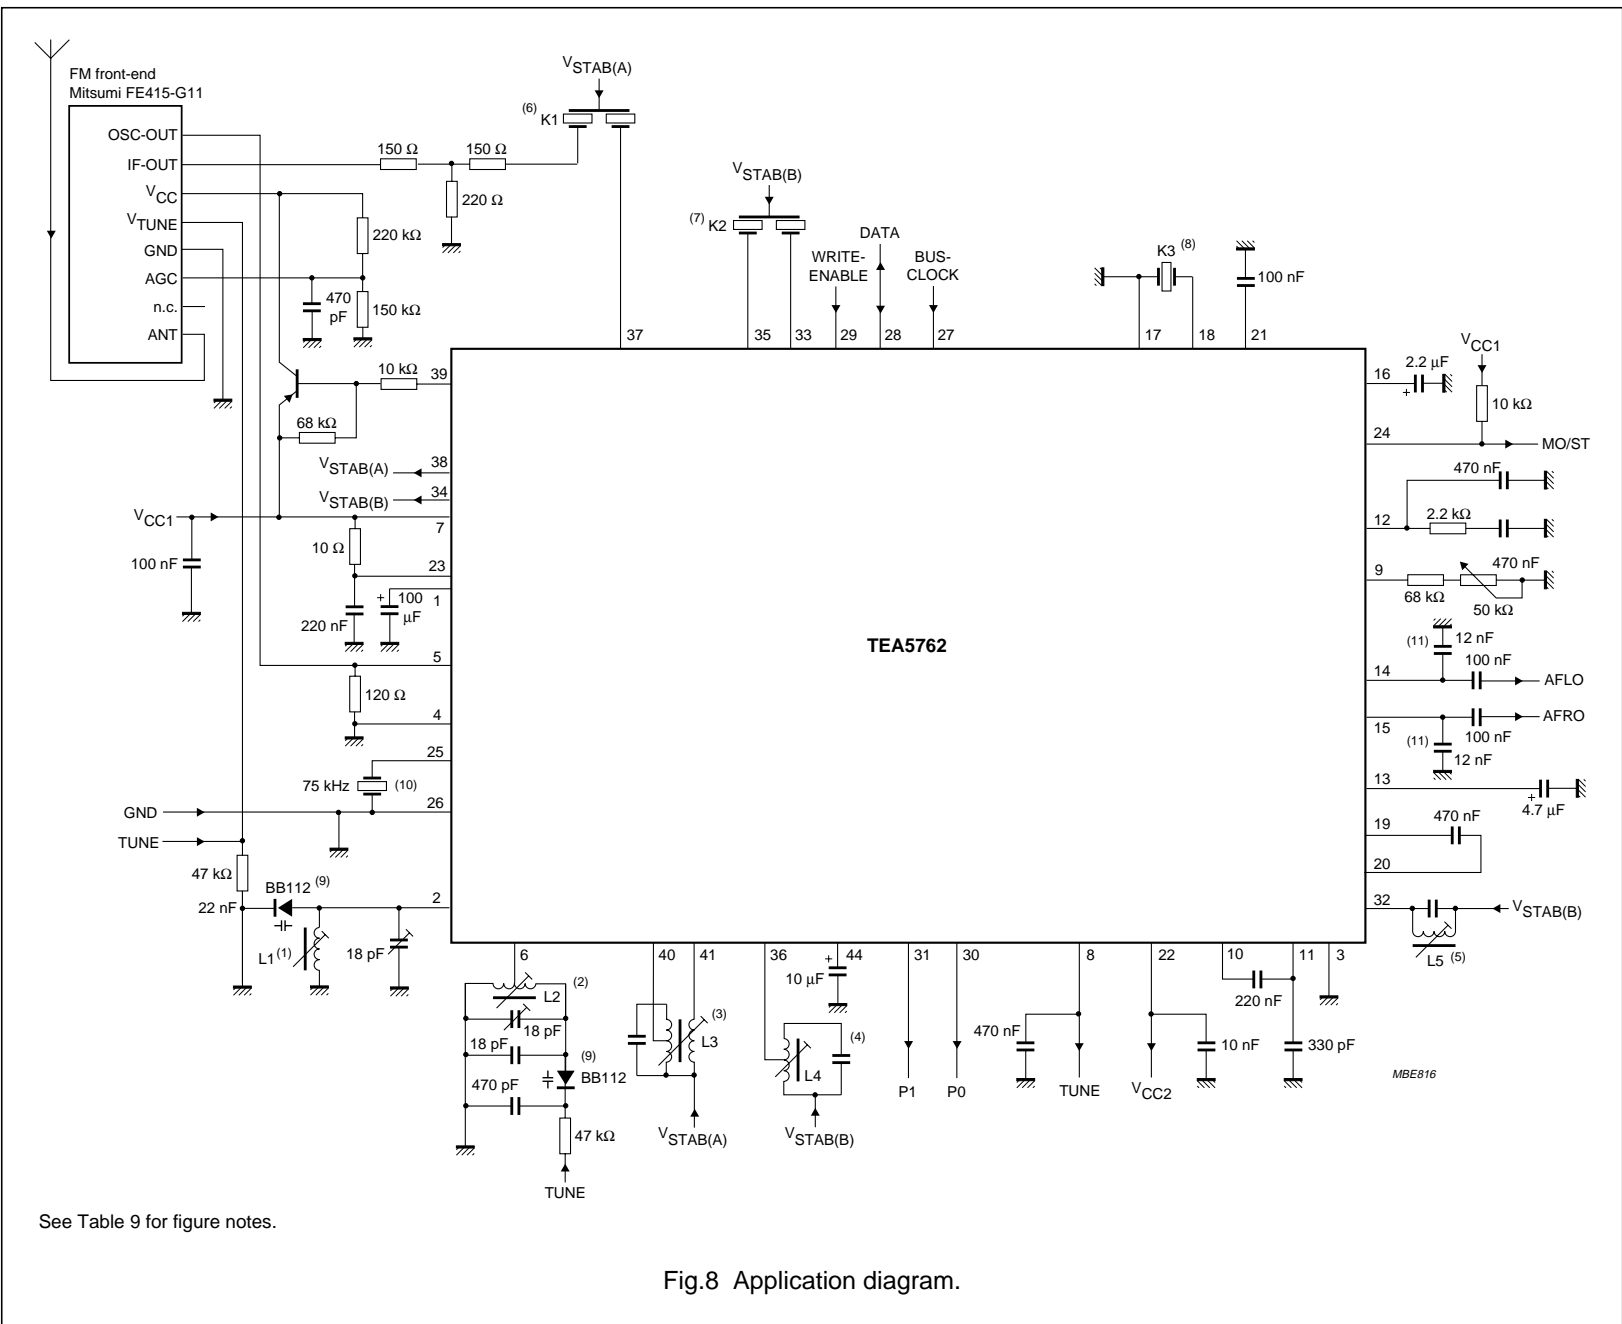 FM front-end
Mitsumi FE415-G11
OSC-OUT
IF-OUT
VCC
VTUNE
GND
AGC
n.c.
ANT
150 Ω
150 Ω
220 Ω
220 kΩ
470
pF
150 kΩ
VSTAB(A)
(6)
K1
VSTAB(B)
(7)
K2
DATA
WRITE-
ENABLE
BUS-
CLOCK
K3 (8)
100 nF
37
35
33
29
28
27
17
18
21
10 kΩ
39
68 kΩ
VSTAB(A)
38
VSTAB(B)
34
VCC1
7
100 nF
10 Ω
23
220 nF
+
100
μF
1
5
120 Ω
4
25
75 kHz
(10)
GND
26
TUNE
47 kΩ
BB112 (9)
22 nF
2
L1 (1)
18 pF
TEA5762
16
2.2 μF
+
VCC1
10 kΩ
24
MO/ST
470 nF
12
2.2 kΩ
470 nF
9
68 kΩ
50 kΩ
(11)
12 nF
100 nF
14
AFLO
15
AFRO
100 nF
(11)
12 nF
13
+
4.7 μF
19
470 nF
20
32
VSTAB(B)
L5 (5)
6
40
41
36
44
31
30
8
22
10
11
3
(2)
L2
18 pF
18 pF
(9)
BB112
470 pF
47 kΩ
TUNE
(3)
L3
VSTAB(A)
+
10 μF
(4)
L4
VSTAB(B)
P1
P0
470 nF
TUNE
VCC2
10 nF
220 nF
330 pF
MBE816
See Table 9 for figure notes.
Fig.8 Application diagram.